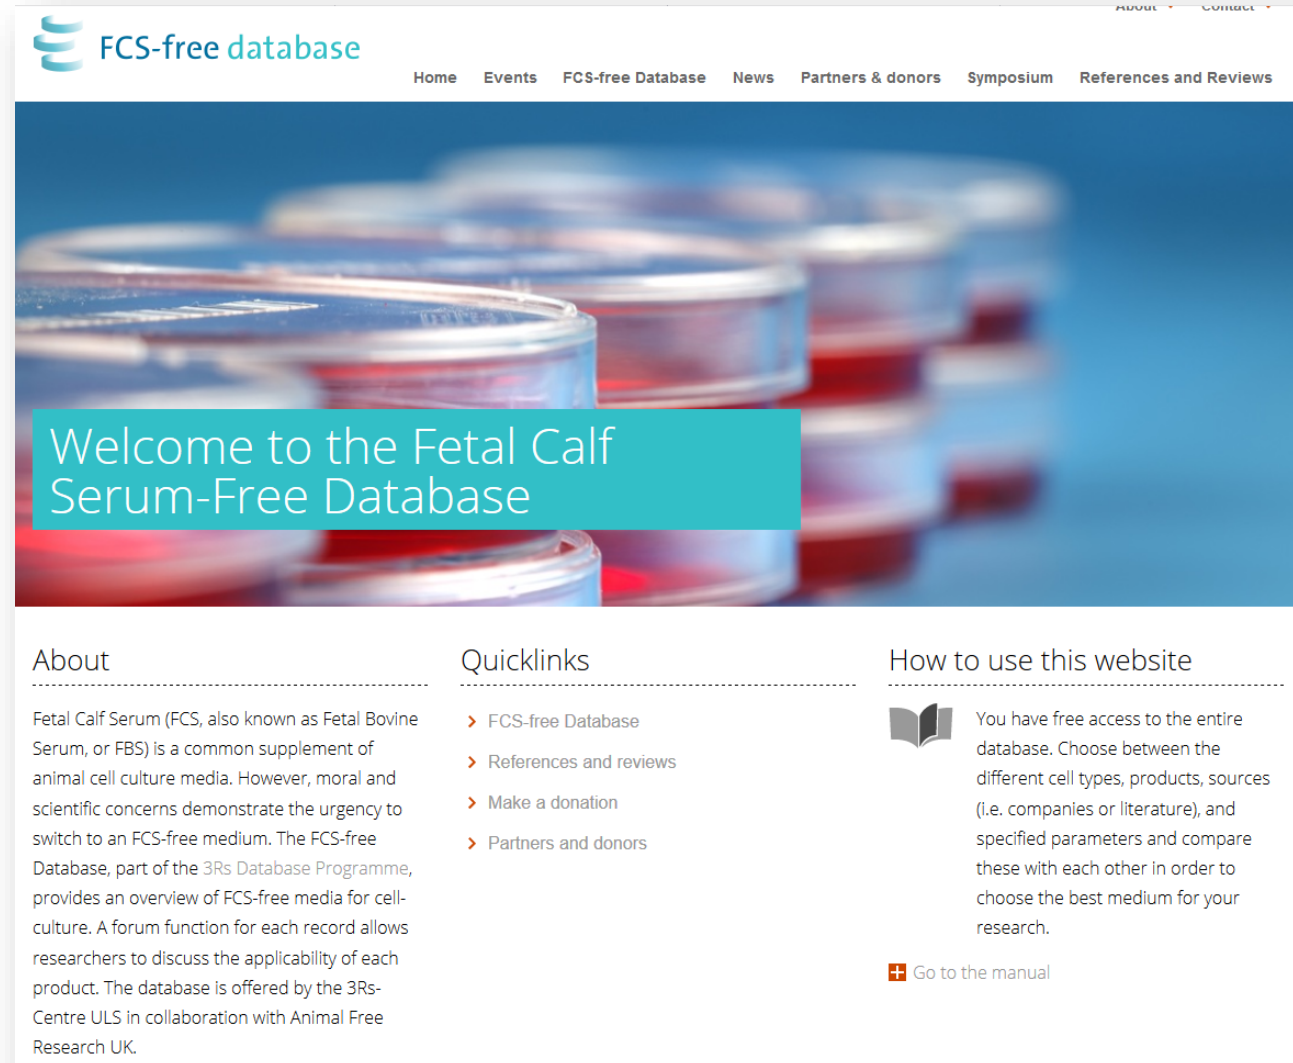 About
Contact
FCS-free database
Home Events FCS-free Database News Partners & donors Symposium References and Reviews
Welcome to the Fetal Calf
Serum-Free Database
About
Fetal Calf Serum (FCS, also known as Fetal Bovine
Serum, or FBS) is a common supplement of
animal cell culture media. However, moral and
scientific concerns demonstrate the urgency to
switch to an FCS-free medium. The FCS-free
Database, part of the 3Rs Database Programme,
provides an overview of FCS-free media for cell-
culture. A forum function for each record allows
researchers to discuss the applicability of each
product. The database is offered by the 3Rs-
Centre ULS in collaboration with Animal Free
Research UK.
Quicklinks
FCS-free Database
References and reviews
Make a donation
Partners and donors
How to use this website
You have free access to the entire
database. Choose between the
different cell types, products, sources
(i.e. companies or literature), and
specified parameters and compare
these with each other in order to
choose the best medium for your
research.
Go to the manual